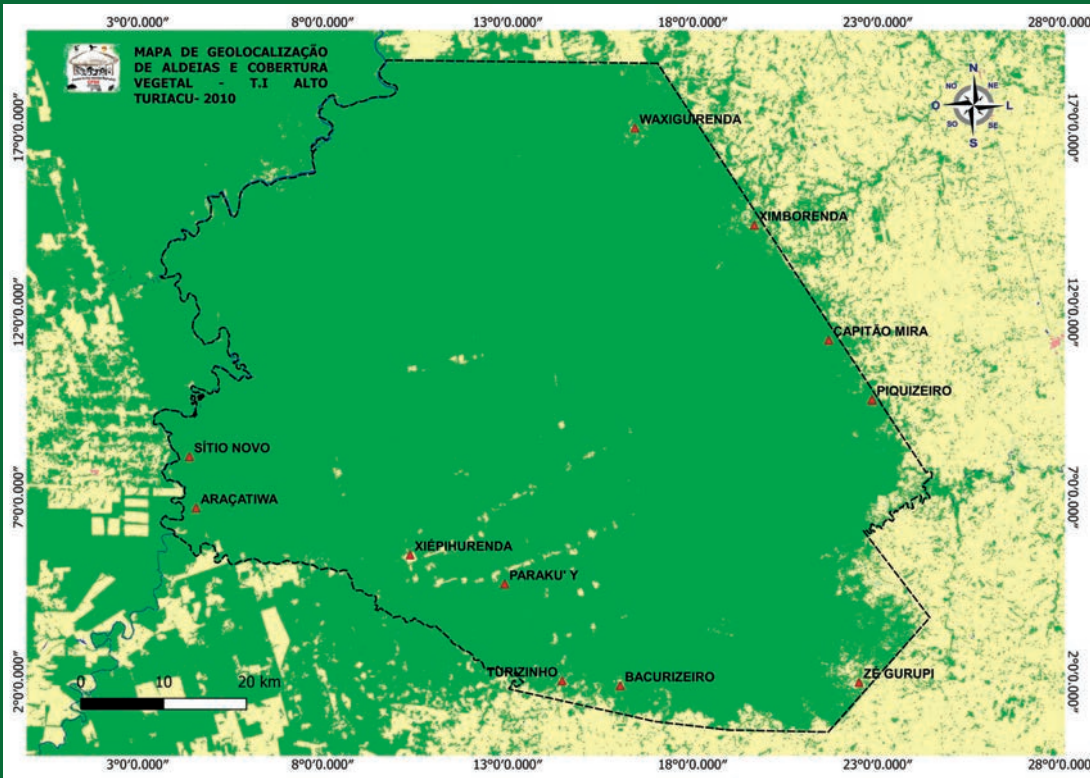 3°0'0.000" 8°0'0.000" 13°0'0.000" 18°0'0.000" 23°0'0.000" 28°0'0.000"
MAPA DE GEOLOCALIZAÇÃO
DE ALDEIAS E COBERTURA
VEGETAL - T.I ALTO
TURIACU- 2010
N
NO NE
O L
SO SE
S
17°0'0.000" 17°0'0.000"
WAXIGUIRENDA
XIMBORENDA
12°0'0.000" 12°0'0.000"
CAPITÃO MIRA
PIQUIZEIRO
SÍTIO NOVO
7°0'0.000" 7°0'0.000"
ARAÇATIWA
XIÉPIHURENDA
PARAKU' Y
TURIZINHO
BACURIZEIRO
ZÉ GURUPI
2°0'0.000" 2°0'0.000"
0 10 20 km
3°0'0.000" 8°0'0.000" 13°0'0.000" 18°0'0.000" 23°0'0.000" 28°0'0.000"